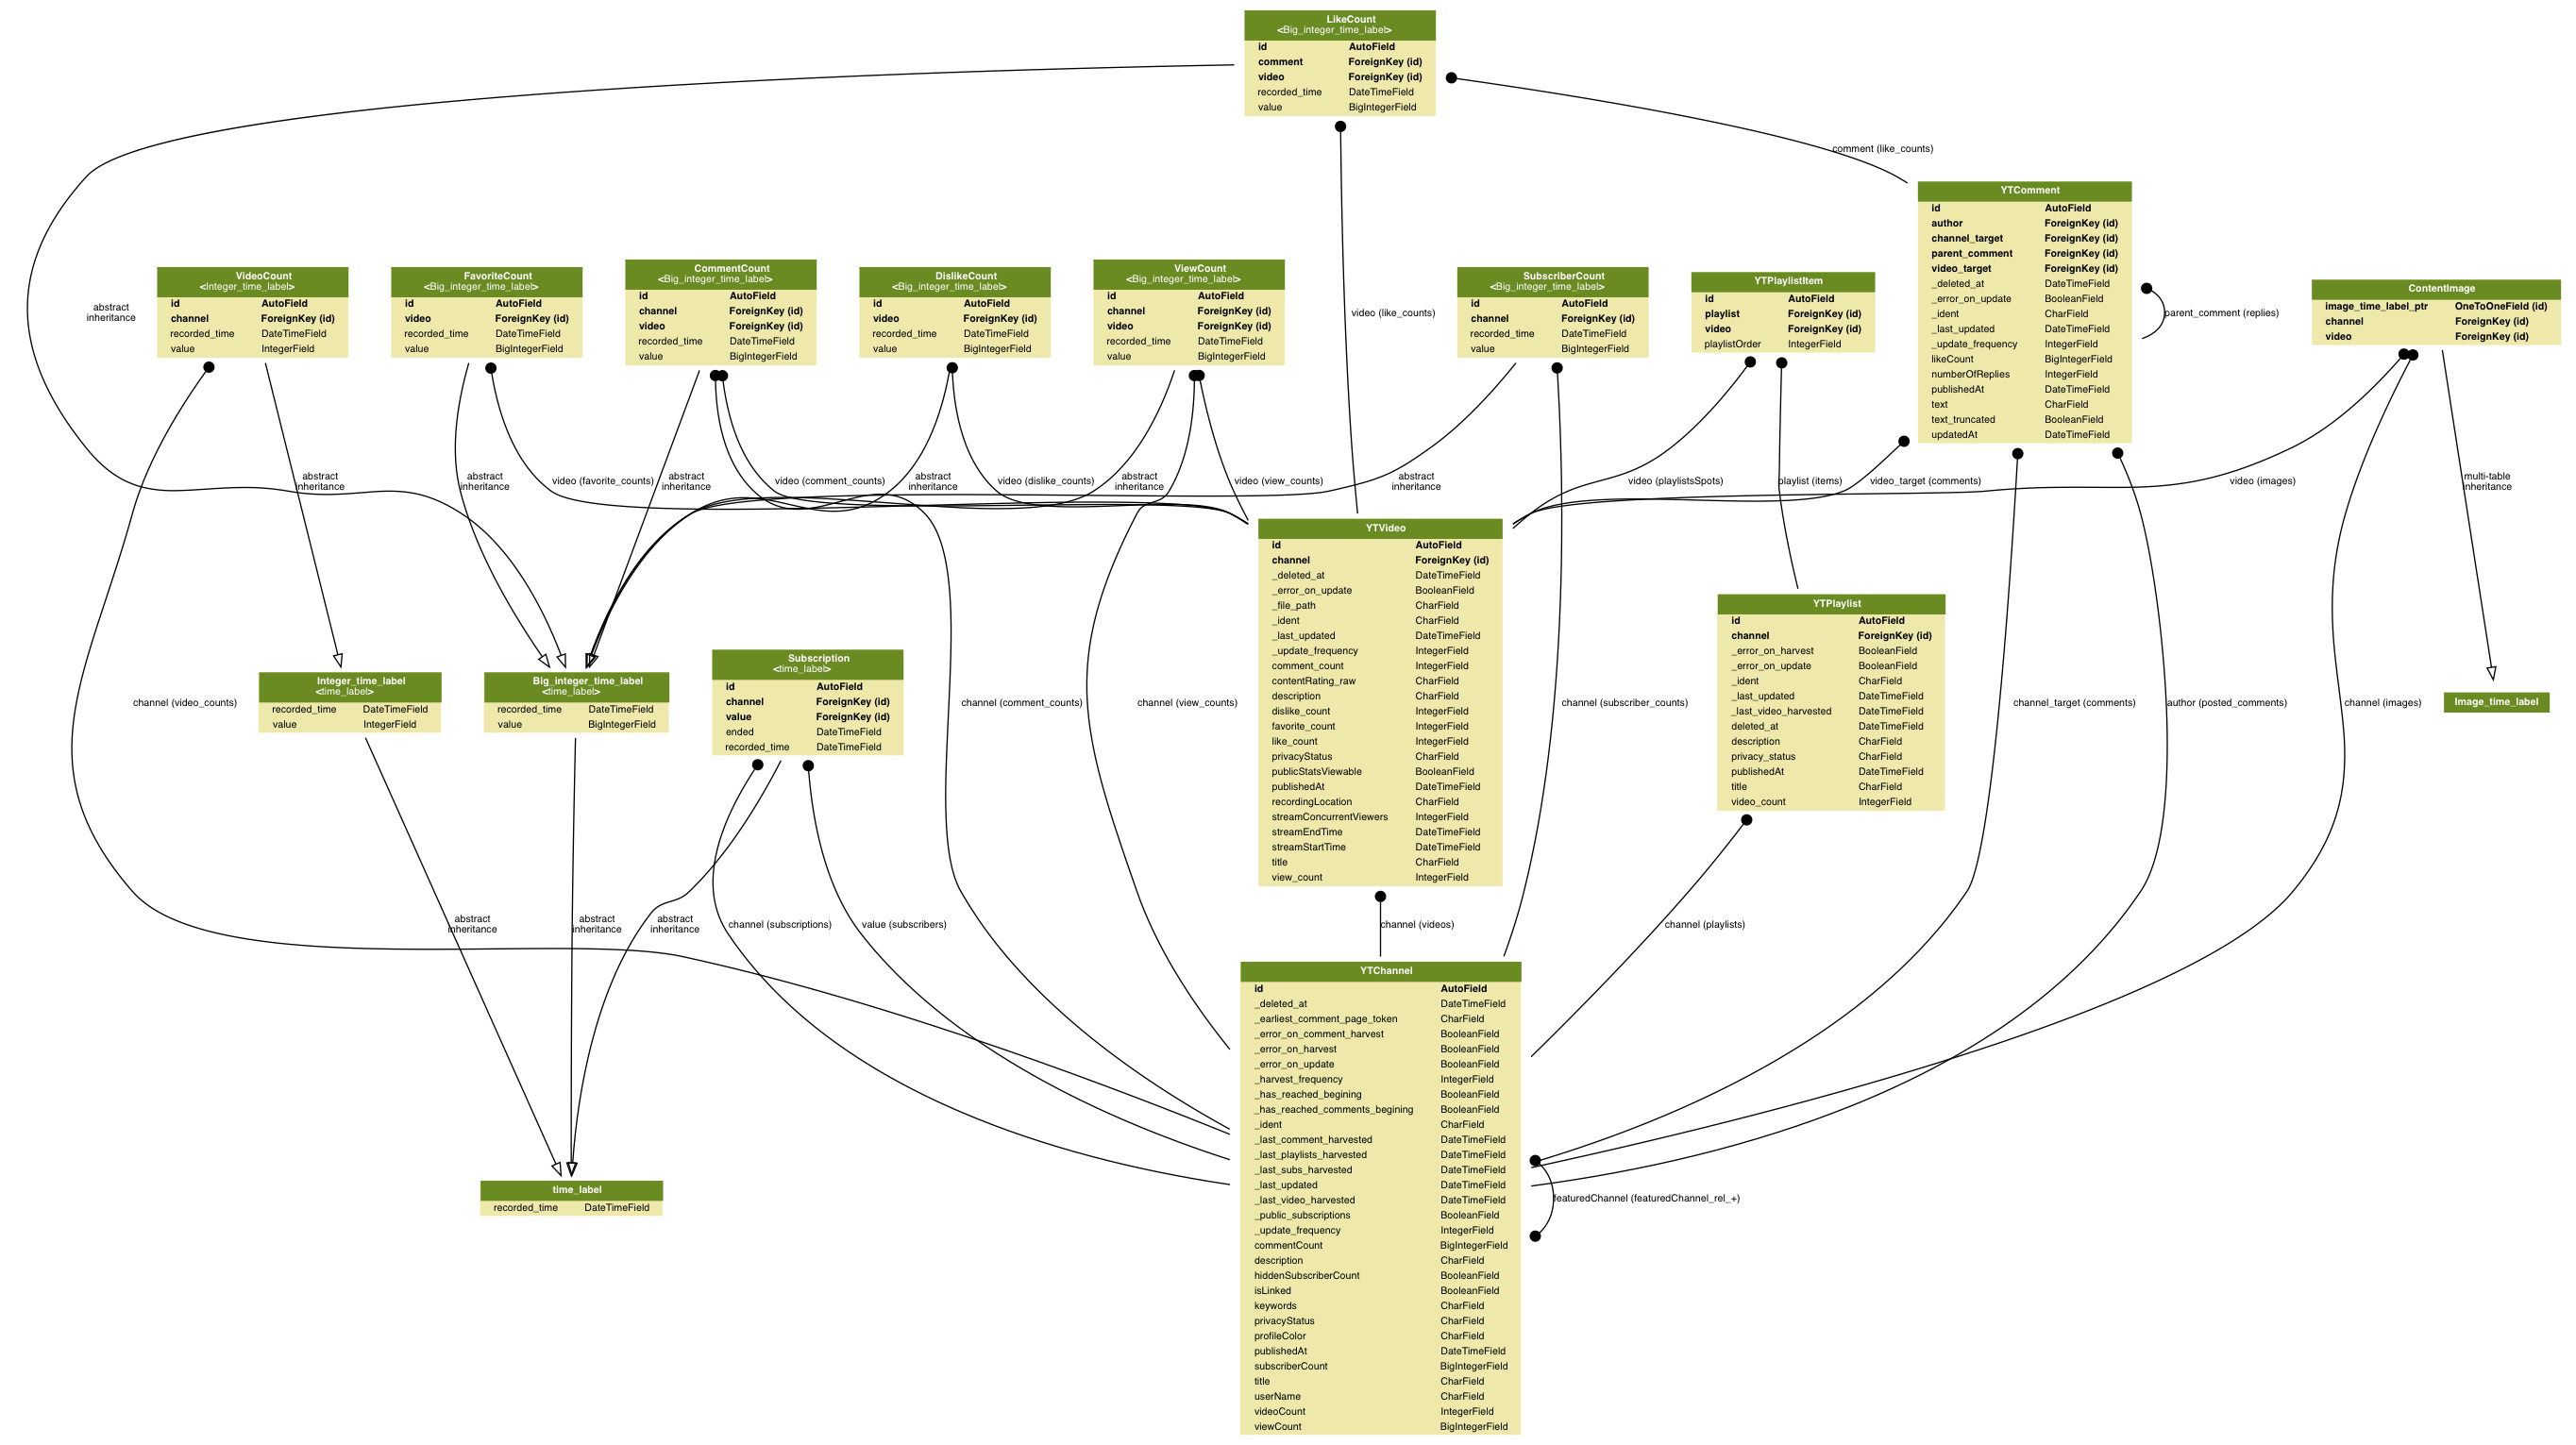 LikeCount
<Big_integer_time_label>
id AutoField
comment ForeignKey (id)
video ForeignKey (id)
recorded_time DateTimeField
value BigIntegerField
comment (like_counts)
YTComment
id AutoField
author ForeignKey (id)
channel_target ForeignKey (id)
parent_comment ForeignKey (id)
video_target ForeignKey (id)
_deleted_at DateTimeField
_error_on_update BooleanField
_ident CharField
_last_updated DateTimeField
_update_frequency IntegerField
likeCount BigIntegerField
numberOfReplies IntegerField
publishedAt DateTimeField
text CharField
text_truncated BooleanField
updatedAt DateTimeField
parent_comment (replies)
abstract
inheritance
VideoCount
<Integer_time_label>
id AutoField
channel ForeignKey (id)
recorded_time DateTimeField
value IntegerField
FavoriteCount
<Big_integer_time_label>
id AutoField
video ForeignKey (id)
recorded_time DateTimeField
value BigIntegerField
CommentCount
<Big_integer_time_label>
id AutoField
channel ForeignKey (id)
video ForeignKey (id)
recorded_time DateTimeField
value BigIntegerField
DislikeCount
<Big_integer_time_label>
id AutoField
video ForeignKey (id)
recorded_time DateTimeField
value BigIntegerField
ViewCount
<Big_integer_time_label>
id AutoField
channel ForeignKey (id)
video ForeignKey (id)
recorded_time DateTimeField
value BigIntegerField
video (like_counts)
SubscriberCount
<Big_integer_time_label>
id AutoField
channel ForeignKey (id)
recorded_time DateTimeField
value BigIntegerField
YTPlaylistItem
id AutoField
playlist ForeignKey (id)
video ForeignKey (id)
playlistOrder IntegerField
ContentImage
image_time_label_ptr OneToOneField (id)
channel ForeignKey (id)
video ForeignKey (id)
abstract
inheritance
abstract
inheritance
video (favorite_counts)
abstract
inheritance
video (comment_counts)
abstract
inheritance
video (dislike_counts)
abstract
inheritance
video (view_counts)
abstract
inheritance
video (playlistsSpots)
playlist (items)
video_target (comments)
video (images)
multi-table
inheritance
YTVideo
id AutoField
channel ForeignKey (id)
_deleted_at DateTimeField
_error_on_update BooleanField
_file_path CharField
_ident CharField
_last_updated DateTimeField
_update_frequency IntegerField
comment_count IntegerField
contentRating_raw CharField
description CharField
dislike_count IntegerField
favorite_count IntegerField
like_count IntegerField
privacyStatus CharField
publicStatsViewable BooleanField
publishedAt DateTimeField
recordingLocation CharField
streamConcurrentViewers IntegerField
streamEndTime DateTimeField
streamStartTime DateTimeField
title CharField
view_count IntegerField
YTPlaylist
id AutoField
channel ForeignKey (id)
_error_on_harvest BooleanField
_error_on_update BooleanField
_ident CharField
_last_updated DateTimeField
_last_video_harvested DateTimeField
deleted_at DateTimeField
description CharField
privacy_status CharField
publishedAt DateTimeField
title CharField
video_count IntegerField
channel (video_counts)
Integer_time_label
<time_label>
recorded_time DateTimeField
value IntegerField
Big_integer_time_label
<time_label>
recorded_time DateTimeField
value BigIntegerField
Subscription
<time_label>
id AutoField
channel ForeignKey (id)
value ForeignKey (id)
ended DateTimeField
recorded_time DateTimeField
channel (comment_counts)
channel (view_counts)
channel (subscriber_counts)
channel_target (comments)
author (posted_comments)
channel (images)
Image_time_label
abstract
inheritance
abstract
inheritance
abstract
inheritance
channel (subscriptions)
value (subscribers)
channel (videos)
channel (playlists)
YTChannel
id AutoField
_deleted_at DateTimeField
_earliest_comment_page_token CharField
_error_on_comment_harvest BooleanField
_error_on_harvest BooleanField
_error_on_update BooleanField
_harvest_frequency IntegerField
_has_reached_begining BooleanField
_has_reached_comments_begining BooleanField
_ident CharField
_last_comment_harvested DateTimeField
_last_playlists_harvested DateTimeField
_last_subs_harvested DateTimeField
_last_updated DateTimeField
_last_video_harvested DateTimeField
_public_subscriptions BooleanField
_update_frequency IntegerField
commentCount BigIntegerField
description CharField
hiddenSubscriberCount BooleanField
isLinked BooleanField
keywords CharField
privacyStatus CharField
profileColor CharField
publishedAt DateTimeField
subscriberCount BigIntegerField
title CharField
userName CharField
videoCount IntegerField
viewCount BigIntegerField
featuredChannel (featuredChannel_rel_+)
time_label
recorded_time DateTimeField